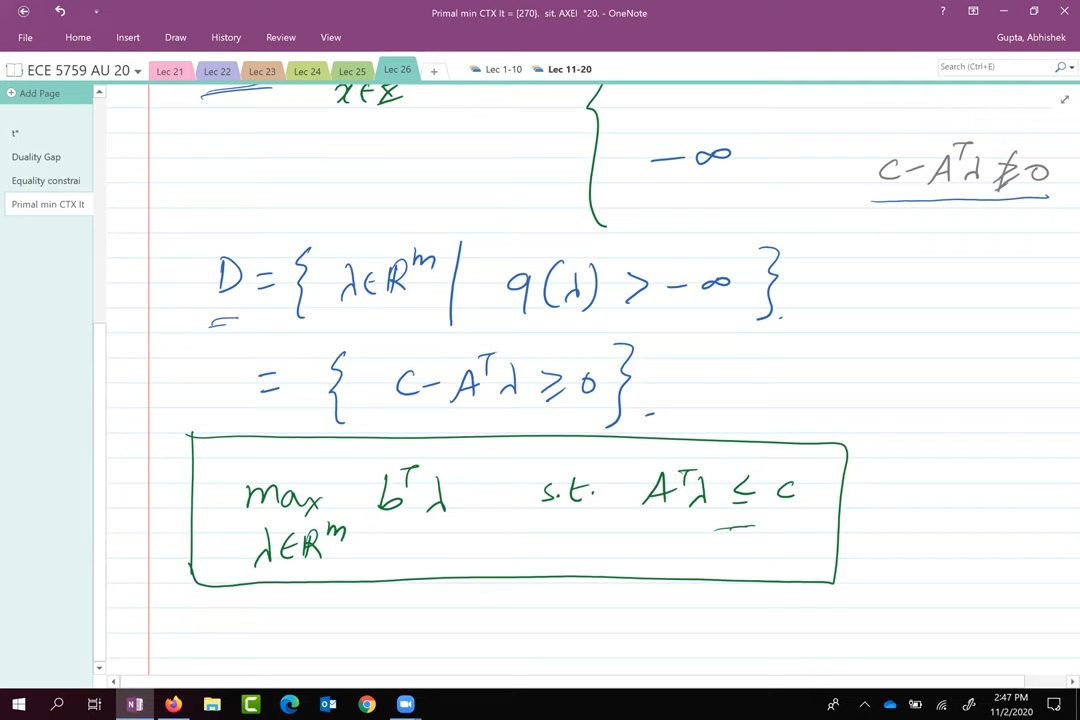 Primal min CTX It = {270}. sit. AXEI *20. - OneNote
Gupta, Abhishek
File Home Insert Draw History Review View
ECE 5759 AU 20
Lec 21 Lec 22 Lec 23 Lec 24 Lec 25 Lec 26 + Lec 1-10 Lec 11-20
Search (Ctrl+E)
Add Page
t*
Duality Gap
Equality constrai
Primal min CTX It
x ∈ X
- ∞
C - Aᵀλ ≱ 0
D = { λ ∈ ℝᵐ | q(λ) > - ∞ }.
= { C - Aᵀλ ≥ 0 }.
max bᵀλ s.t. Aᵀλ ≤ c
λ ∈ ℝᵐ
2:47 PM
11/2/2020